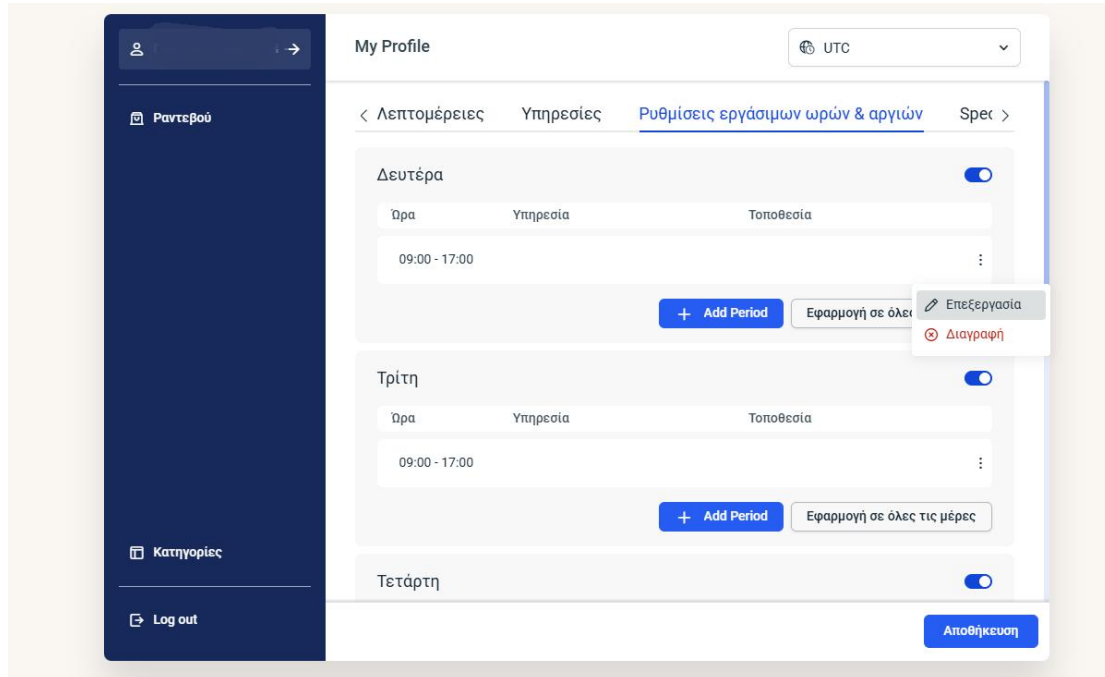 My Profile
UTC
Ραντεβού
Λεπτομέρειες Υπηρεσίες Ρυθμίσεις εργάσιμων ωρών & αργιών Spec
Δευτέρα
Ώρα Υπηρεσία Τοποθεσία
09:00 - 17:00
Επεξεργασία
+ Add Period Εφαρμογή σε όλες
Διαγραφή
Τρίτη
Ώρα Υπηρεσία Τοποθεσία
09:00 - 17:00
+ Add Period Εφαρμογή σε όλες τις μέρες
Κατηγορίες
Τετάρτη
Log out
Αποθήκευση